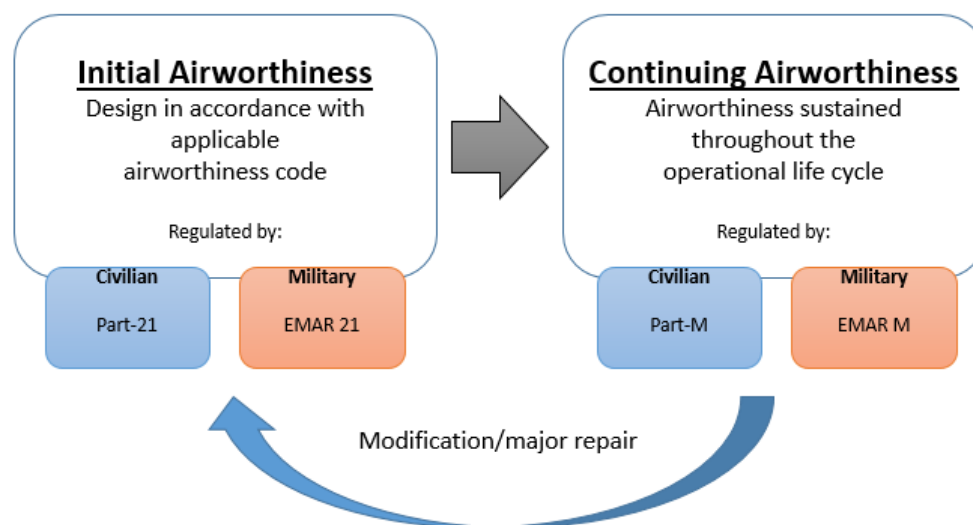 Initial Airworthiness
Design in accordance with
applicable
airworthiness code
Regulated by:
Civilian
Part-21
Military
EMAR 21
Continuing Airworthiness
Airworthiness sustained
throughout the
operational life cycle
Regulated by:
Civilian
Part-M
Military
EMAR M
Modification/major repair